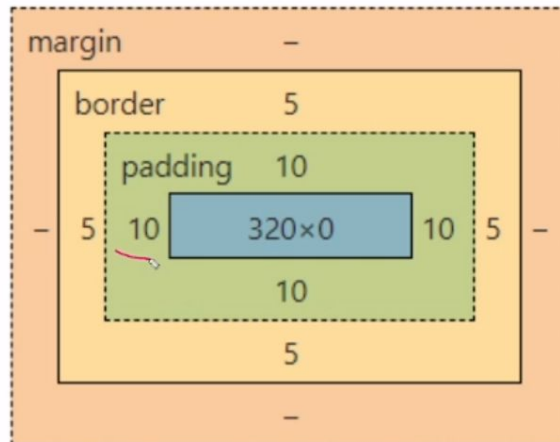 margin –
border 5
padding 10
– 5 10 320×0 10 5 –
10
5
–